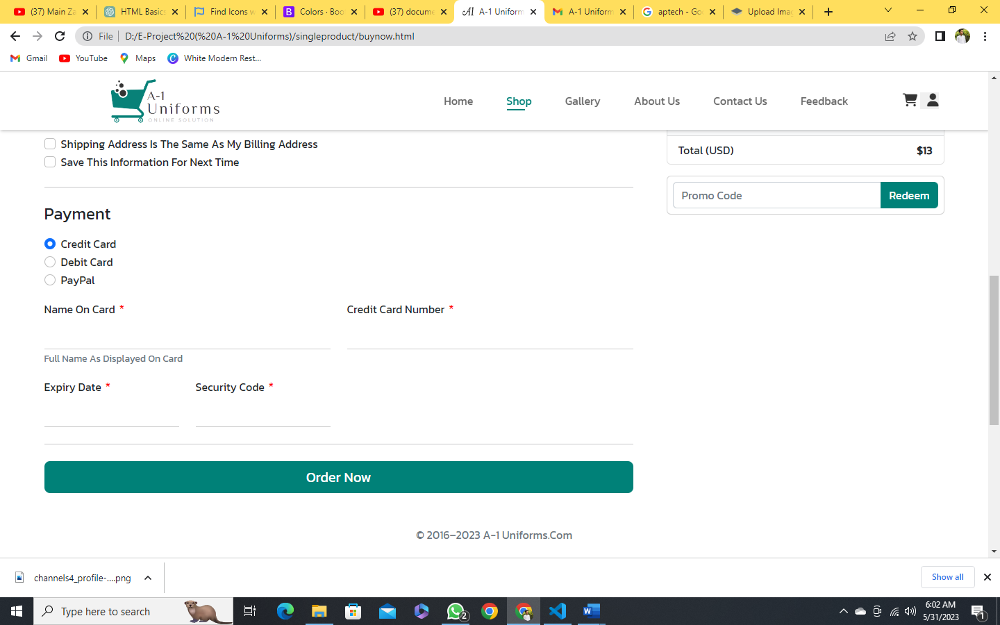 (37) Main Za
HTML Basics
Find Icons w
Colors · Boo
(37) docume
A-1 Uniform
A-1 Uniform
aptech - Goo
Upload Imag
File
D:/E-Project%20(%20A-1%20Uniforms)/singleproduct/buynow.html
Gmail
YouTube
Maps
White Modern Rest...
A-1
Uniforms
ONLINE SOLUTION
Home
Shop
Gallery
About Us
Contact Us
Feedback
Shipping Address Is The Same As My Billing Address
Save This Information For Next Time
Total (USD) $13
Promo Code
Redeem
Payment
Credit Card
Debit Card
PayPal
Name On Card *
Credit Card Number *
Full Name As Displayed On Card
Expiry Date *
Security Code *
Order Now
© 2016–2023 A-1 Uniforms.Com
channels4_profile-....png
Show all
Type here to search
2
6:02 AM
5/31/2023
1